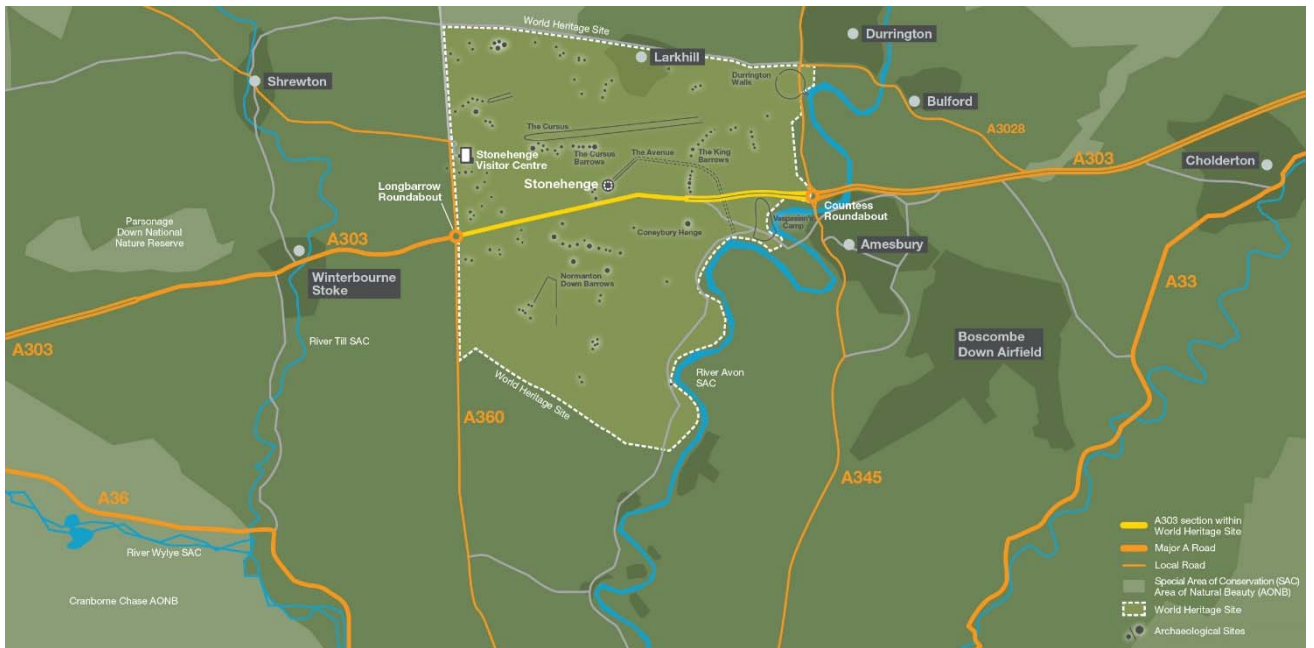 World Heritage Site
Durrington
Larkhill
Shrewton
Durrington
Walls
Bulford
A3028
A303
Cholderton
The Cursus
The Cursus
Barrows
The Avenue
The King
Barrows
Stonehenge
Visitor Centre
Stonehenge
Longbarrow
Roundabout
Countess
Roundabout
Vespasian's
Camp
Parsonage
Down National
Nature Reserve
A303
Coneybury Henge
Amesbury
Winterbourne
Stoke
Normanton
Down Barrows
A33
A303
River Till SAC
Boscombe
Down Airfield
River Avon
SAC
World Heritage Site
A360
A345
A36
River Wylye SAC
Cranborne Chase AONB
A303 section within
World Heritage Site
Major A Road
Local Road
Special Area of Conservation (SAC)
Area of Natural Beauty (AONB)
World Heritage Site
Archaeological Sites